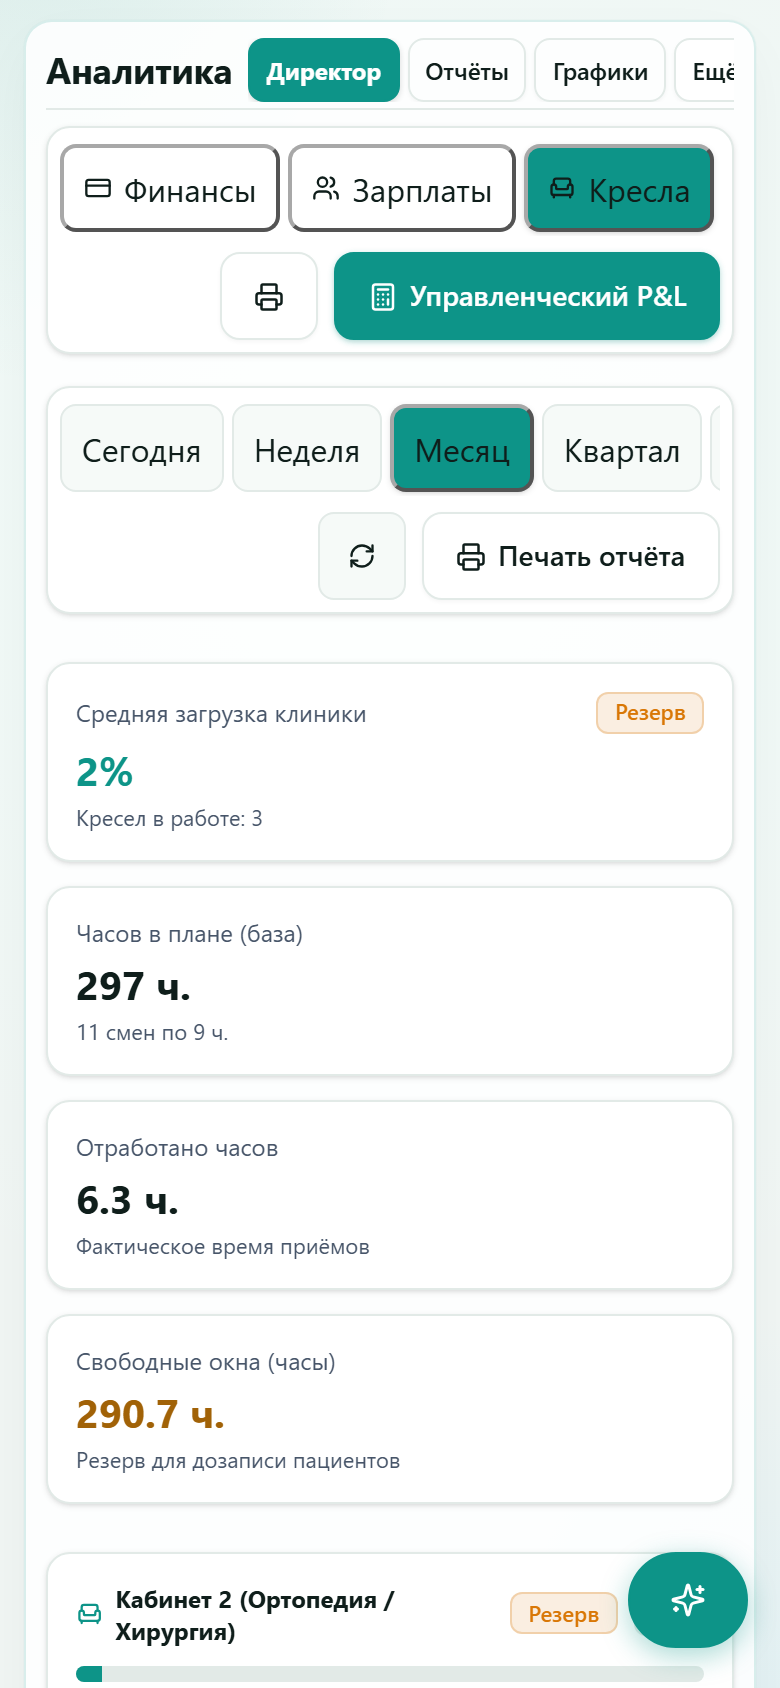 Аналитика
Директор
Отчёты
Графики
Ещё
Финансы
Зарплаты
Кресла
Управленческий P&L
Сегодня
Неделя
Месяц
Квартал
Печать отчёта
Средняя загрузка клиники
Резерв
2%
Кресел в работе: 3
Часов в плане (база)
297 ч.
11 смен по 9 ч.
Отработано часов
6.3 ч.
Фактическое время приёмов
Свободные окна (часы)
290.7 ч.
Резерв для дозаписи пациентов
Кабинет 2 (Ортопедия /
Хирургия)
Резерв